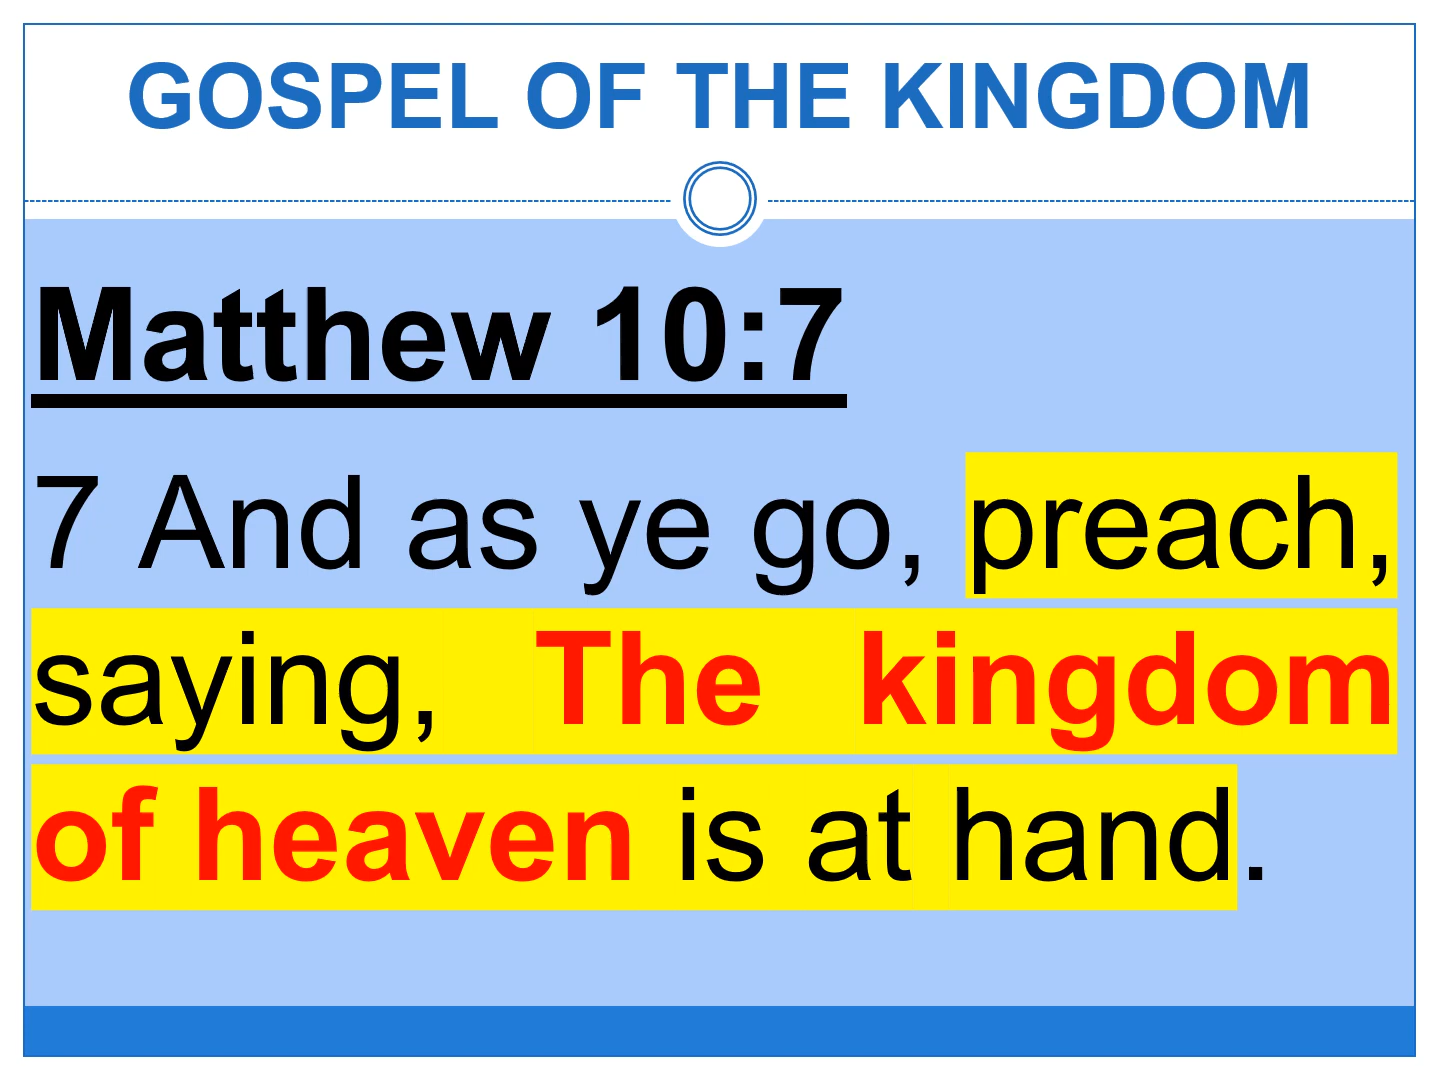 GOSPEL OF THE KINGDOM
Matthew 10:7
7 And as ye go, preach,
saying, The kingdom
of heaven is at hand.